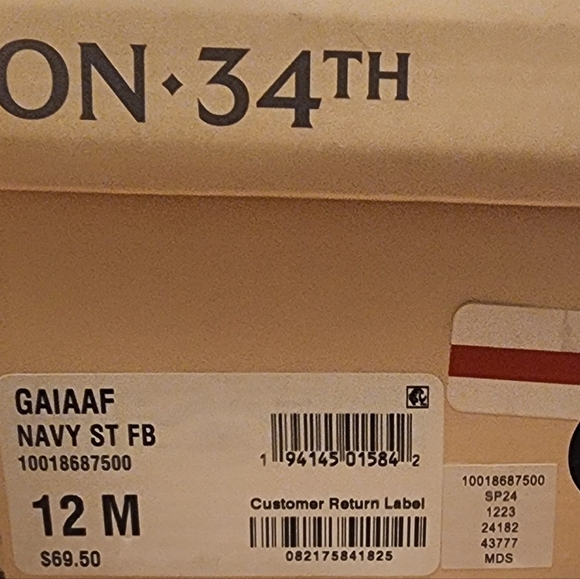 ON·34TH
GAIAAF
NAVY ST FB
10018687500
12 M
$69.50
1 94145 01584 2
Customer Return Label
082175841825
10018687500
SP24
1223
24182
43777
MDS